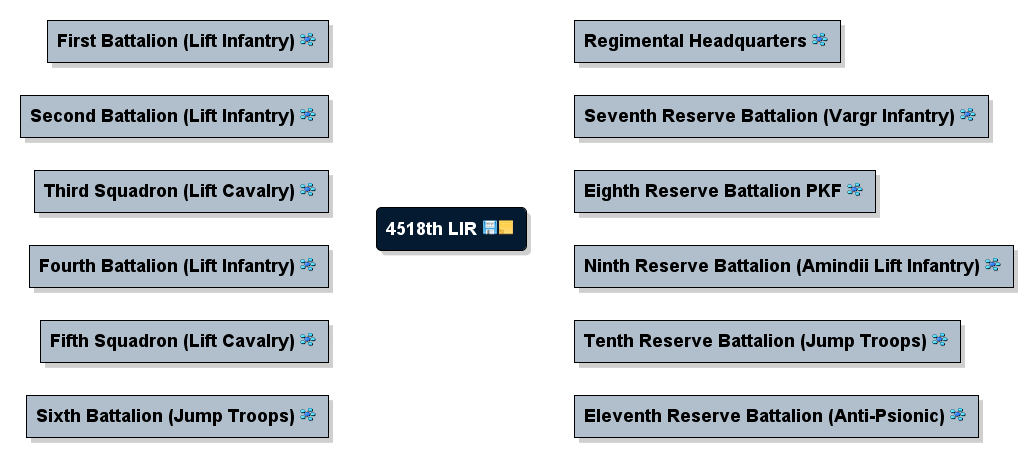 First Battalion (Lift Infantry)
Second Battalion (Lift Infantry)
Third Squadron (Lift Cavalry)
Fourth Battalion (Lift Infantry)
Fifth Squadron (Lift Cavalry)
Sixth Battalion (Jump Troops)
4518th LIR
Regimental Headquarters
Seventh Reserve Battalion (Vargr Infantry)
Eighth Reserve Battalion PKF
Ninth Reserve Battalion (Amindii Lift Infantry)
Tenth Reserve Battalion (Jump Troops)
Eleventh Reserve Battalion (Anti-Psionic)